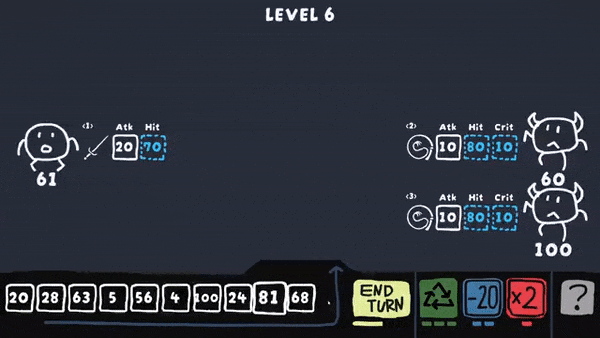 LEVEL 6
(1) Atk Hit
20 70
61
(2) Atk Hit Crit
10 80 10
60
(3) Atk Hit Crit
10 80 10
100
20 28 63 5 56 4 100 24 81 68
END TURN
-20
×2
?